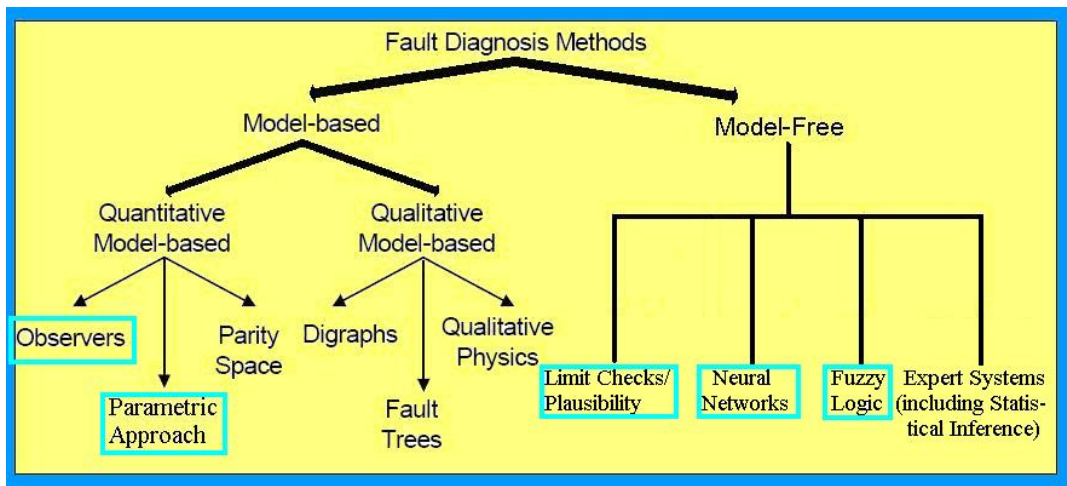 Fault Diagnosis Methods
Model-based
Model-Free
Quantitative
Model-based
Qualitative
Model-based
Observers
Parametric
Approach
Parity
Space
Digraphs
Fault
Trees
Qualitative
Physics
Limit Checks/
Plausibility
Neural
Networks
Fuzzy
Logic
Expert Systems
(including Statis-
tical Inference)